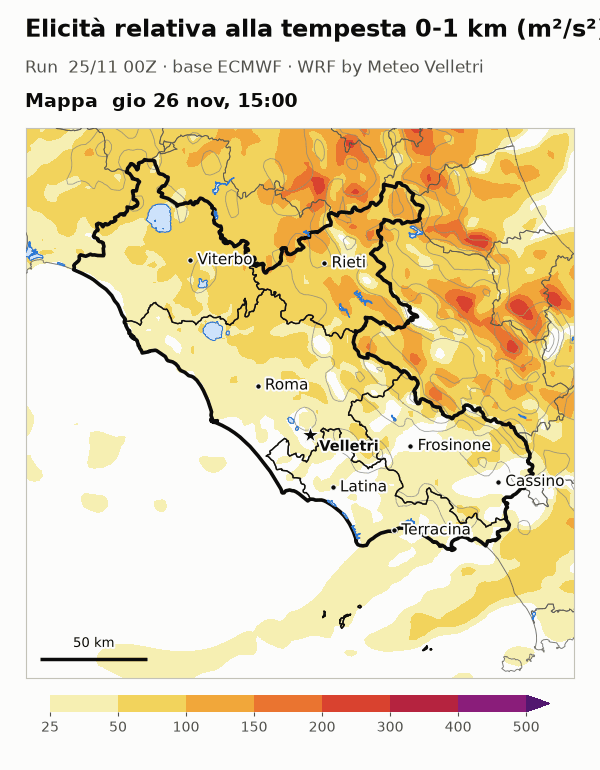 Elicità relativa alla tempesta 0-1 km (m²/s²)
Run 25/11 00Z · base ECMWF · WRF by Meteo Velletri
Mappa gio 26 nov, 15:00
Viterbo
Rieti
Roma
Velletri
Frosinone
Latina
Cassino
Terracina
50 km
25 50 100 150 200 300 400 500